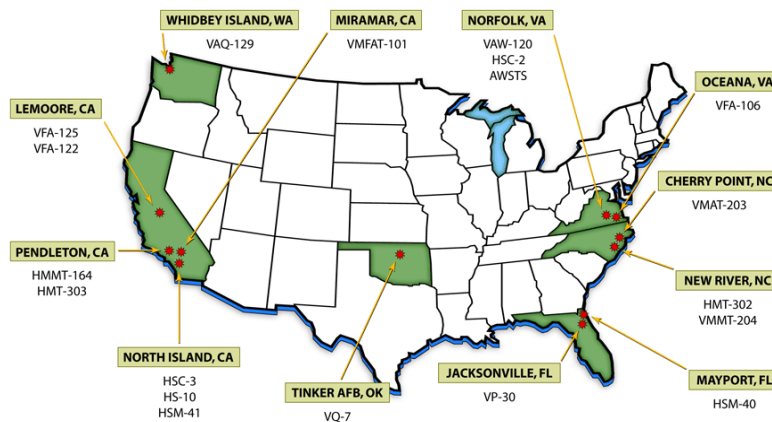 WHIDBEY ISLAND, WA
VAQ-129
MIRAMAR, CA
VMFAT-101
NORFOLK, VA
VAW-120
HSC-2
AWSTS
OCEANA, VA
VFA-106
LEMOORE, CA
VFA-125
VFA-122
CHERRY POINT, NC
VMAT-203
PENDLETON, CA
HMMT-164
HMT-303
NEW RIVER, NC
HMT-302
VMMT-204
NORTH ISLAND, CA
HSC-3
HS-10
HSM-41
TINKER AFB, OK
VQ-7
JACKSONVILLE, FL
VP-30
MAYPORT, FL
HSM-40